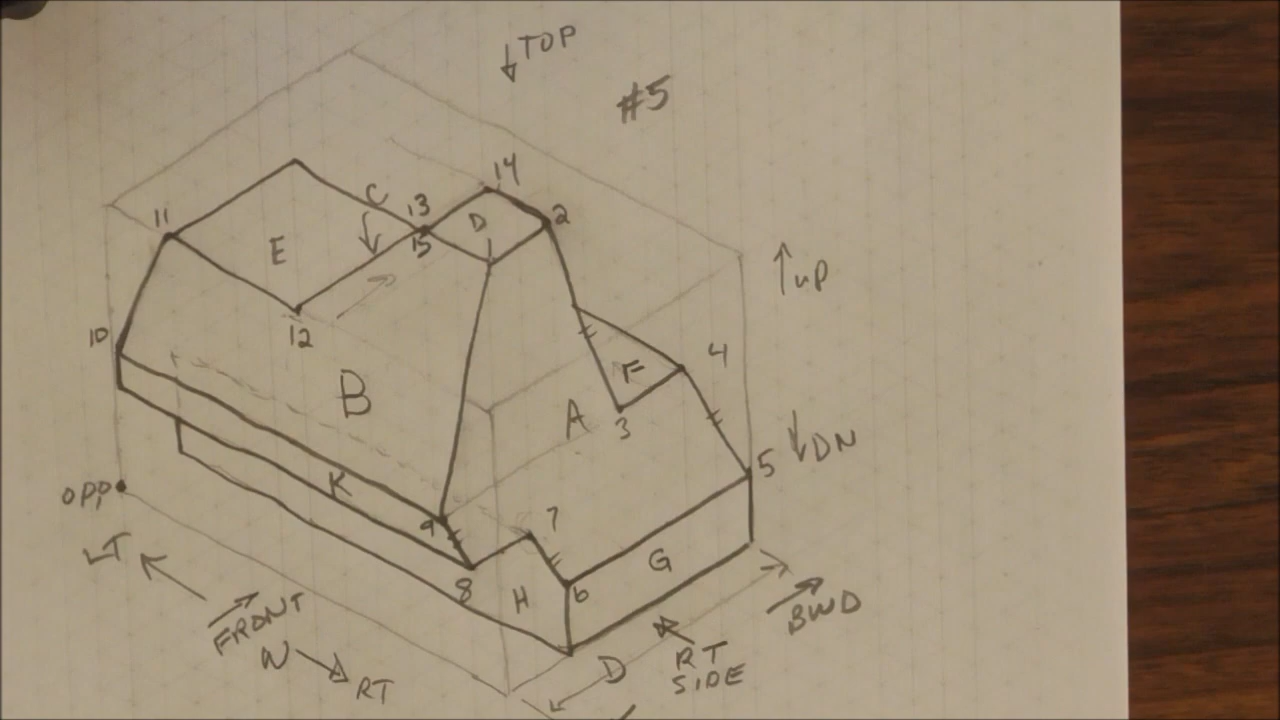 ↓TOP
#5
14
C
13
11
D
2
15
1
E
↑UP
12
10
4
F
B
A
3
↓DN
5
K
9
7
OPP
G
8
H
6
LT
BWD
FRONT
RT
SIDE
D
W → RT